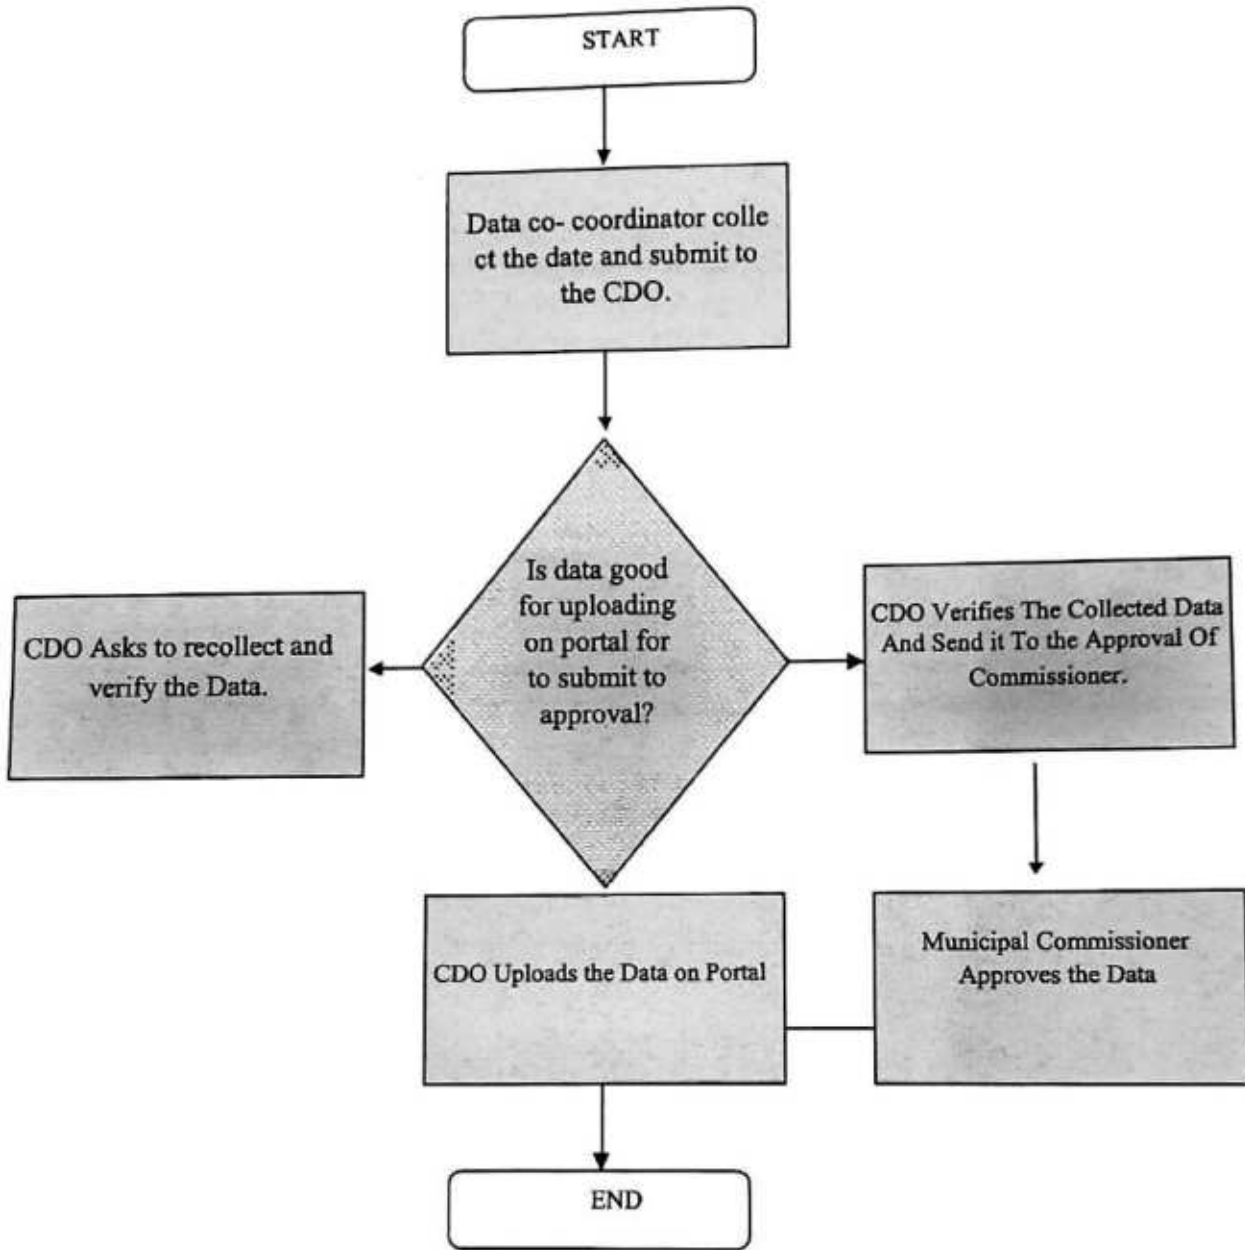 START
Data co- coordinator colle
ct the date and submit to
the CDO.
Is data good
for uploading
on portal for
to submit to
approval?
CDO Asks to recollect and
verify the Data.
CDO Verifies The Collected Data
And Send it To the Approval Of
Commissioner.
CDO Uploads the Data on Portal
Municipal Commissioner
Approves the Data
END